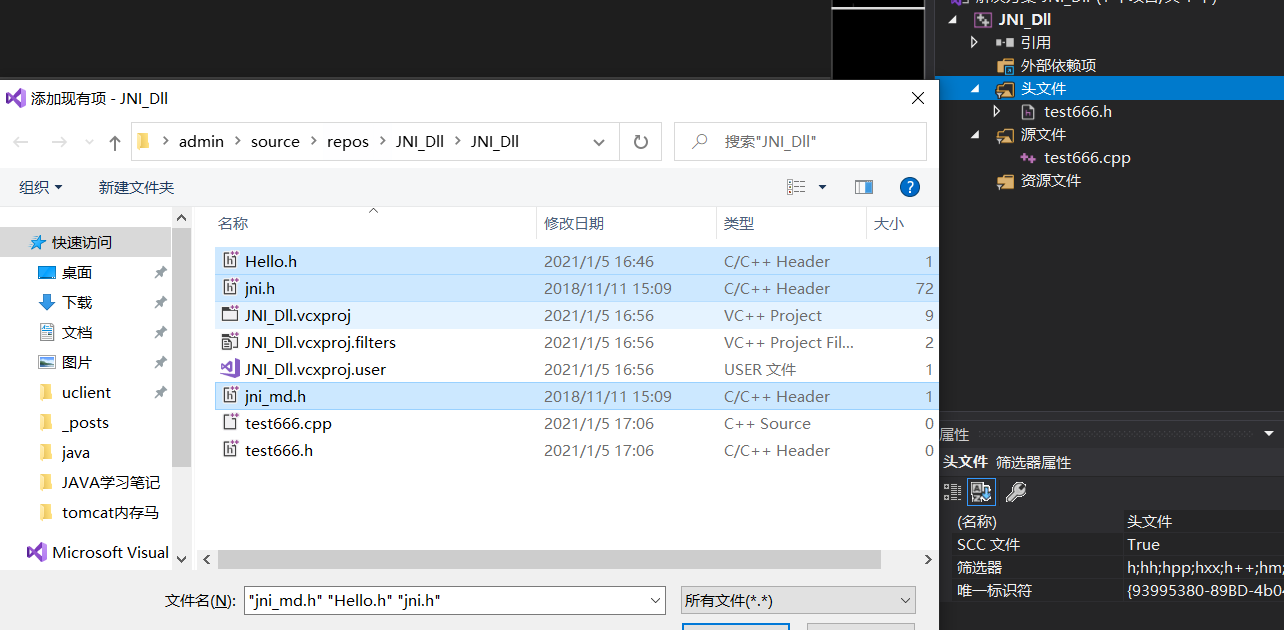 JNI_Dll
引用
外部依赖项
头文件
test666.h
源文件
test666.cpp
资源文件
添加现有项 - JNI_Dll
admin
source
repos
JNI_Dll
JNI_Dll
搜索"JNI_Dll"
组织
新建文件夹
名称 修改日期 类型 大小
快速访问
桌面
下载
文档
图片
uclient
_posts
java
JAVA学习笔记
tomcat内存马
Microsoft Visual
Hello.h 2021/1/5 16:46 C/C++ Header 1
jni.h 2018/11/11 15:09 C/C++ Header 72
JNI_Dll.vcxproj 2021/1/5 16:56 VC++ Project 9
JNI_Dll.vcxproj.filters 2021/1/5 16:56 VC++ Project Fil... 2
JNI_Dll.vcxproj.user 2021/1/5 16:56 USER 文件 1
jni_md.h 2018/11/11 15:09 C/C++ Header 1
test666.cpp 2021/1/5 17:06 C++ Source 0
test666.h 2021/1/5 17:06 C/C++ Header 0
文件名(N): "jni_md.h" "Hello.h" "jni.h"
所有文件(*.*)
属性
头文件 筛选器属性
(名称) 头文件
SCC 文件 True
筛选器 h;hh;hpp;hxx;h++;hm;
唯一标识符 {93995380-89BD-4b04